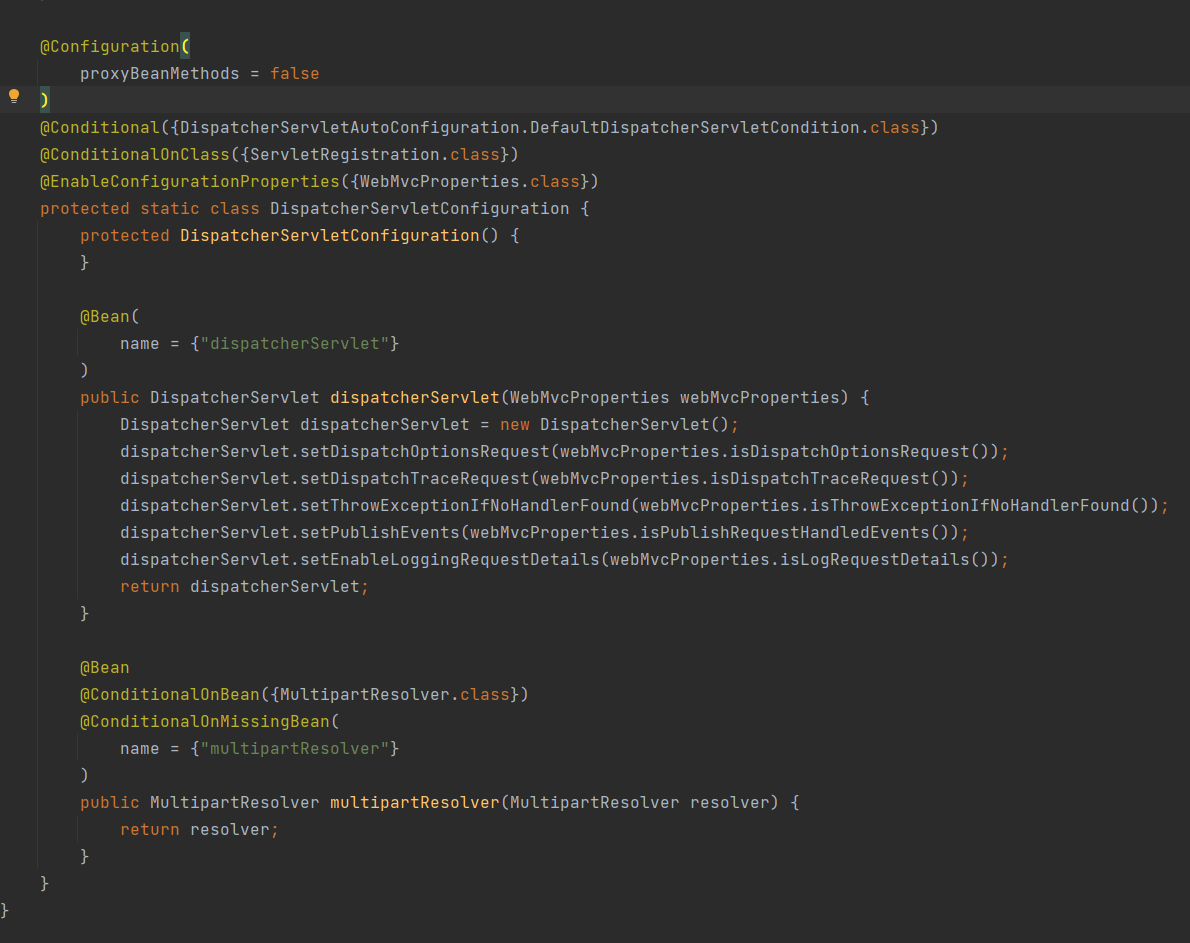 @Configuration(
    proxyBeanMethods = false
)
@Conditional({DispatcherServletAutoConfiguration.DefaultDispatcherServletCondition.class})
@ConditionalOnClass({ServletRegistration.class})
@EnableConfigurationProperties({WebMvcProperties.class})
protected static class DispatcherServletConfiguration {
    protected DispatcherServletConfiguration() {
    }

    @Bean(
        name = {"dispatcherServlet"}
    )
    public DispatcherServlet dispatcherServlet(WebMvcProperties webMvcProperties) {
        DispatcherServlet dispatcherServlet = new DispatcherServlet();
        dispatcherServlet.setDispatchOptionsRequest(webMvcProperties.isDispatchOptionsRequest());
        dispatcherServlet.setDispatchTraceRequest(webMvcProperties.isDispatchTraceRequest());
        dispatcherServlet.setThrowExceptionIfNoHandlerFound(webMvcProperties.isThrowExceptionIfNoHandlerFound());
        dispatcherServlet.setPublishEvents(webMvcProperties.isPublishRequestHandledEvents());
        dispatcherServlet.setEnableLoggingRequestDetails(webMvcProperties.isLogRequestDetails());
        return dispatcherServlet;
    }

    @Bean
    @ConditionalOnBean({MultipartResolver.class})
    @ConditionalOnMissingBean(
        name = {"multipartResolver"}
    )
    public MultipartResolver multipartResolver(MultipartResolver resolver) {
        return resolver;
    }
}
}